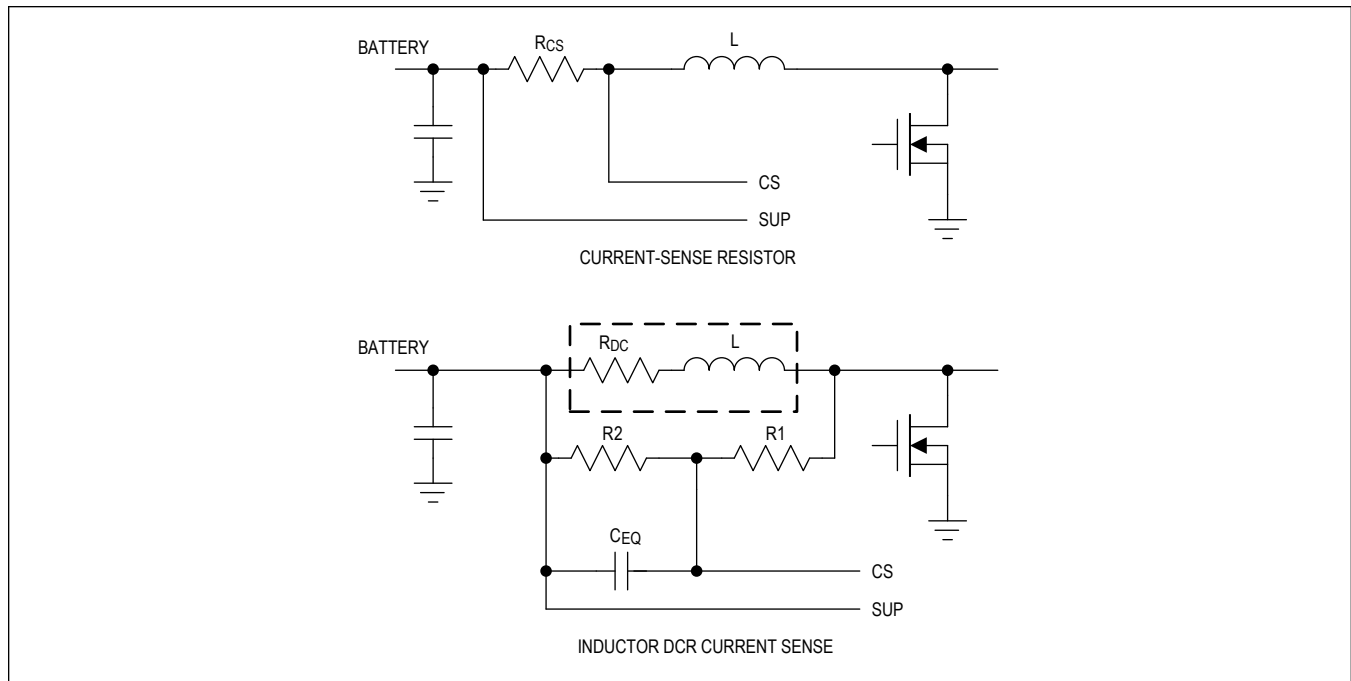 BATTERY
RCS
L
CS
SUP
CURRENT-SENSE RESISTOR
BATTERY
RDC
L
R2
R1
CEQ
CS
SUP
INDUCTOR DCR CURRENT SENSE